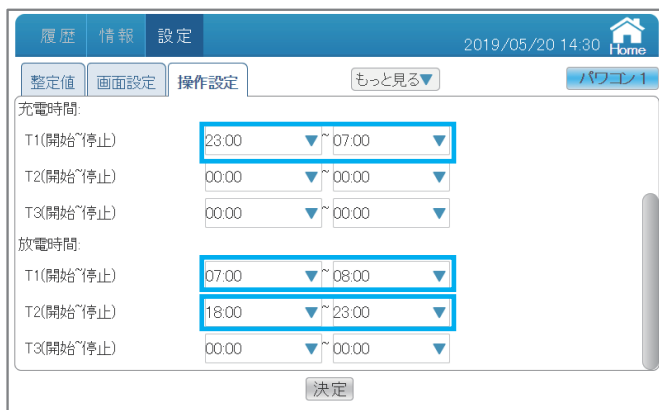 履歴 情報 設定 2019/05/20 14:30 Home
整定値 画面設定 操作設定 もっと見る▼ パワコン1
充電時間:
T1(開始~停止) 23:00 ▼ ~ 07:00 ▼
T2(開始~停止) 00:00 ▼ ~ 00:00 ▼
T3(開始~停止) 00:00 ▼ ~ 00:00 ▼
放電時間:
T1(開始~停止) 07:00 ▼ ~ 08:00 ▼
T2(開始~停止) 18:00 ▼ ~ 23:00 ▼
T3(開始~停止) 00:00 ▼ ~ 00:00 ▼
決定